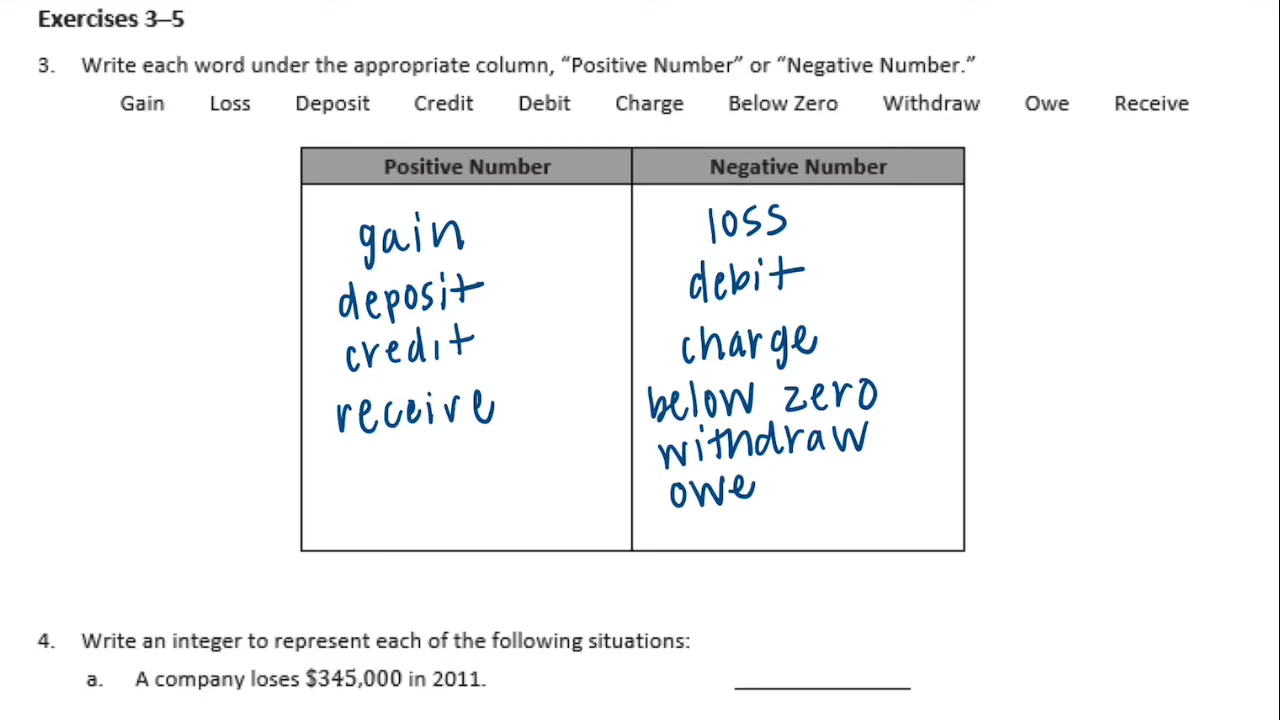 Exercises 3–5
3. Write each word under the appropriate column, “Positive Number” or “Negative Number.”
Gain Loss Deposit Credit Debit Charge Below Zero Withdraw Owe Receive
Positive Number Negative Number
gain loss
deposit debit
credit charge
receive below zero
withdraw
owe
4. Write an integer to represent each of the following situations:
a. A company loses $345,000 in 2011.